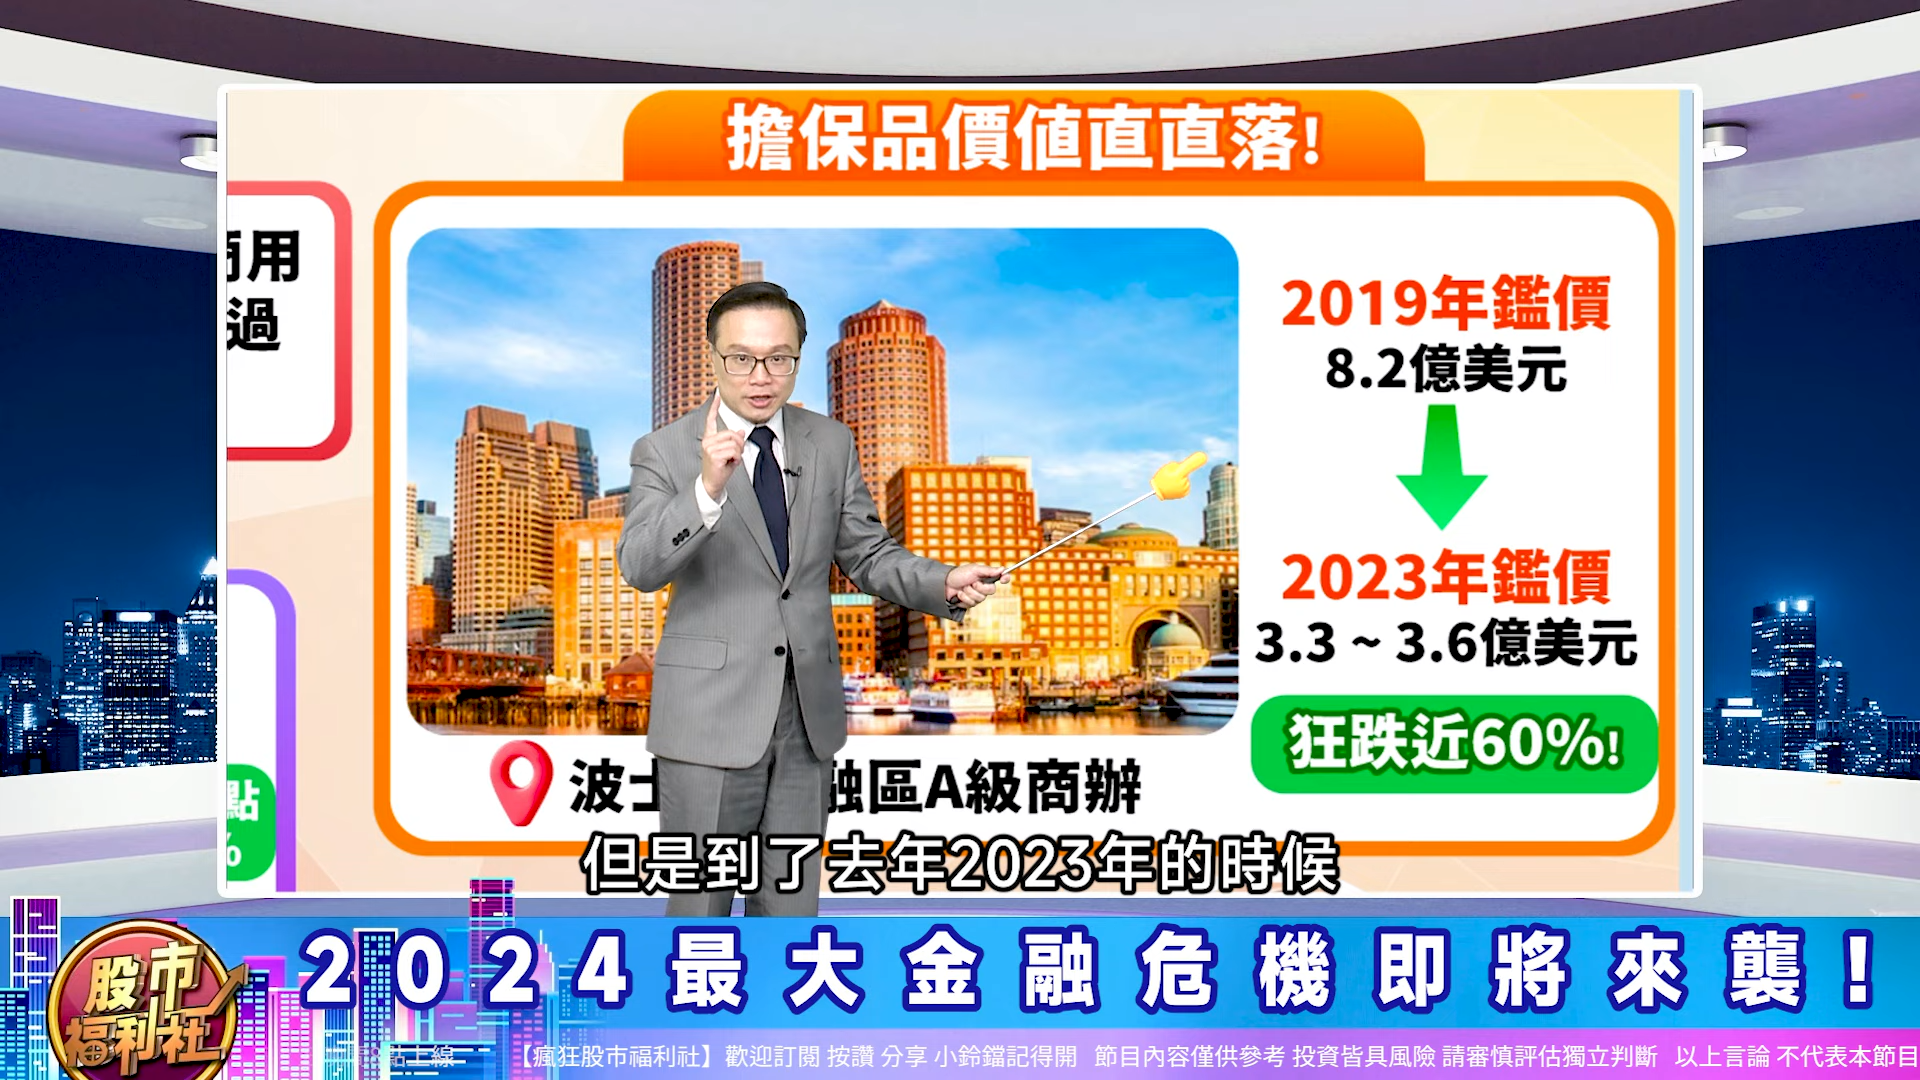 擔保品價值直直落!
用
過
2019年鑑價
8.2億美元
2023年鑑價
3.3 ~ 3.6億美元
狂跌近60%!
波士 融區A級商辦
點
%
但是到了去年2023年的時候
2024最大金融危機即將來襲!
股市
福利社
點上線 【瘋狂股市福利社】歡迎訂閱 按讚 分享 小鈴鐺記得開 節目內容僅供參考 投資皆具風險 請審慎評估獨立判斷 以上言論 不代表本節目